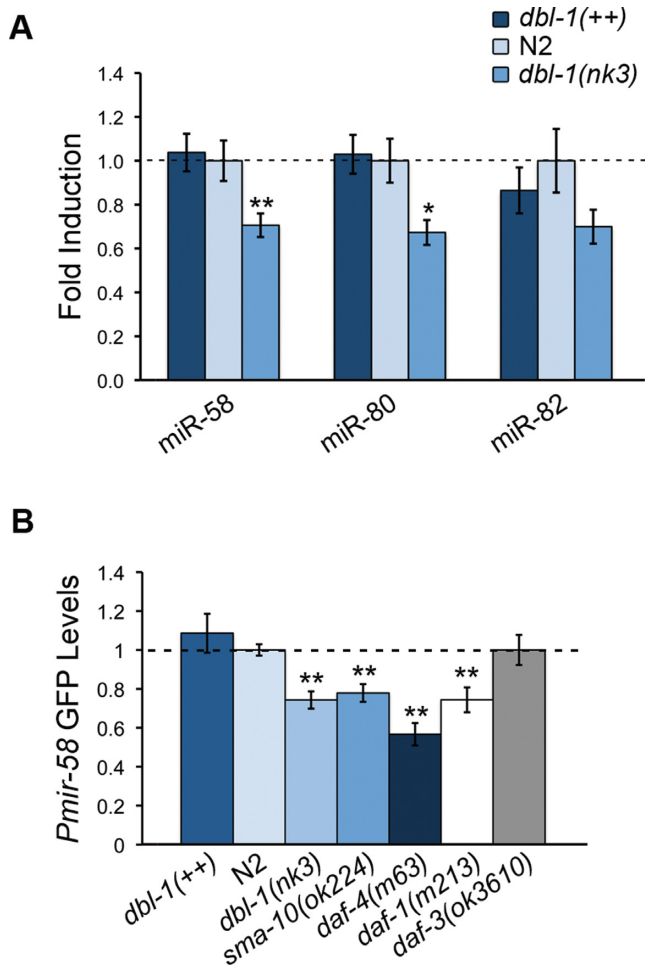 A
dbl-1(++)
N2
dbl-1(nk3)
Fold Induction
1.4
1.2
1.0
0.8
0.6
0.4
0.2
0.0
**
*
miR-58
miR-80
miR-82
B
Pmir-58 GFP Levels
1.4
1.2
1
0.8
0.6
0.4
0.2
0
**
**
**
**
dbl-1(++)
N2
dbl-1(nk3)
sma-10(ok224)
daf-4(m63)
daf-1(m213)
daf-3(ok3610)